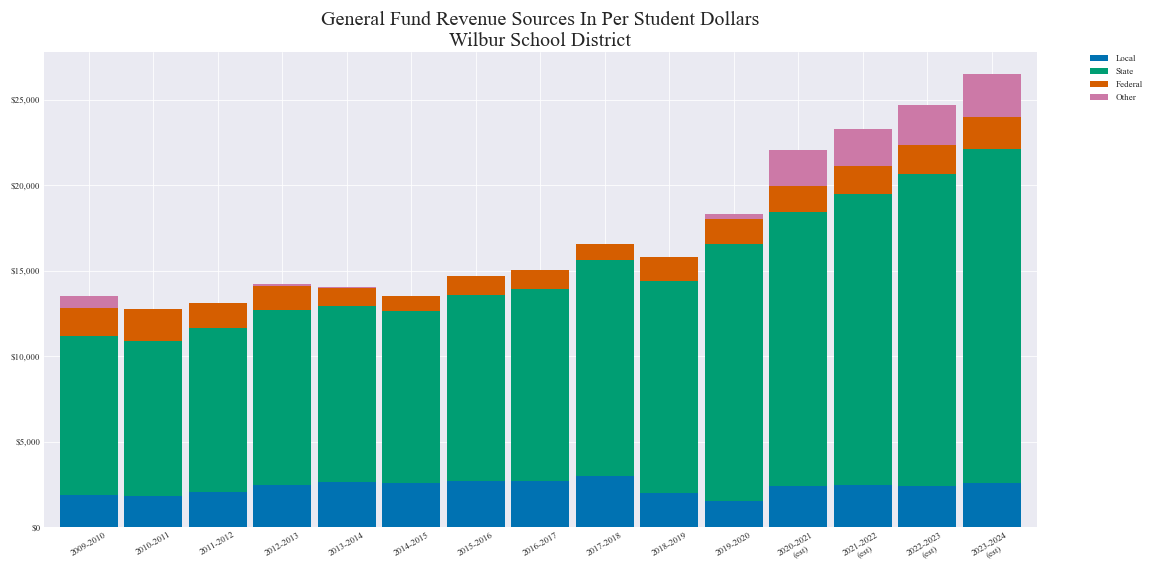 General Fund Revenue Sources In Per Student Dollars
Wilbur School District
Local
State
Federal
Other
$25,000
$20,000
$15,000
$10,000
$5,000
$0
2009-2010
2010-2011
2011-2012
2012-2013
2013-2014
2014-2015
2015-2016
2016-2017
2017-2018
2018-2019
2019-2020
2020-2021
(est)
2021-2022
(est)
2022-2023
(est)
2023-2024
(est)